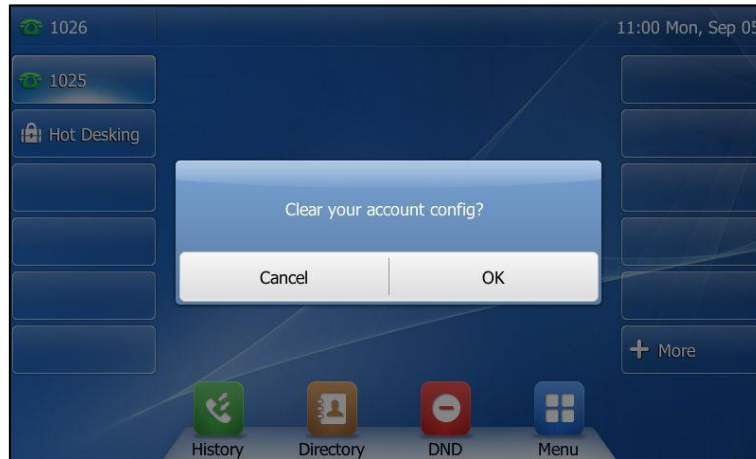 1026
11:00 Mon, Sep 05
1025
Hot Desking
Clear your account config?
Cancel
OK
More
History
Directory
DND
Menu